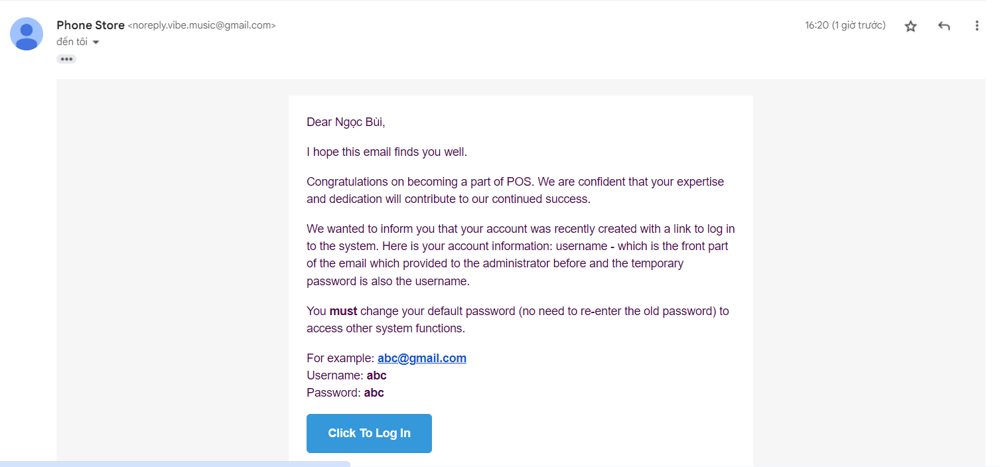 Phone Store <noreply.vibe.music@gmail.com>
16:20 (1 giờ trước)
đến tôi
Dear Ngọc Bùi,
I hope this email finds you well.
Congratulations on becoming a part of POS. We are confident that your expertise
and dedication will contribute to our continued success.
We wanted to inform you that your account was recently created with a link to log in
to the system. Here is your account information: username - which is the front part
of the email which provided to the administrator before and the temporary
password is also the username.
You must change your default password (no need to re-enter the old password) to
access other system functions.
For example: abc@gmail.com
Username: abc
Password: abc
Click To Log In